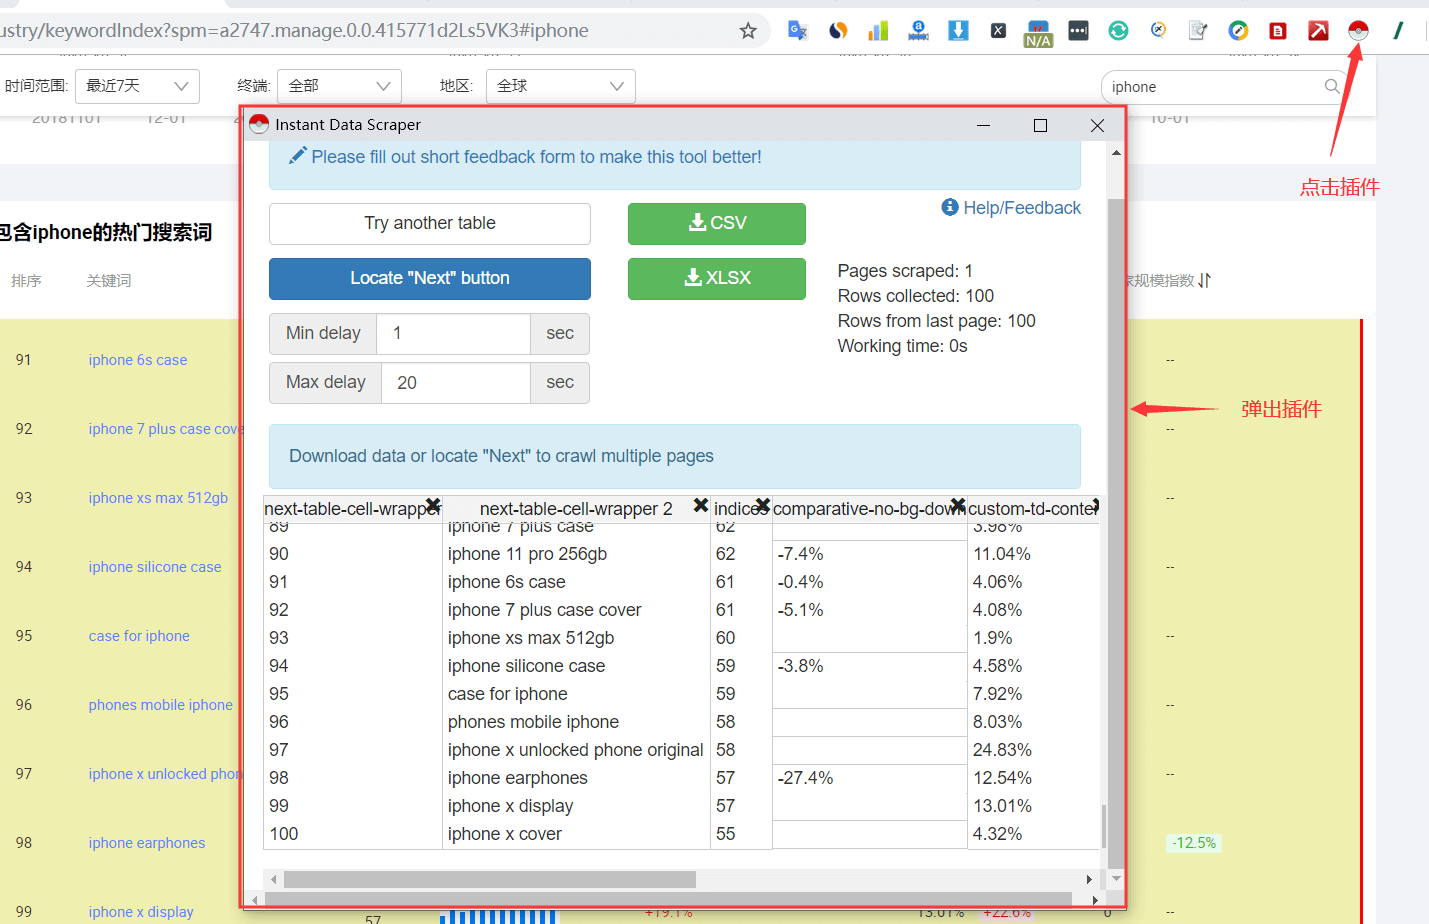 ustry/keywordIndex?spm=a2747.manage.0.0.415771d2Ls5VK3#iphone
N/A
时间范围: 最近7天 终端: 全部 地区: 全球 iphone
20181101 12-01 10-01
点击插件
Instant Data Scraper
Please fill out short feedback form to make this tool better!
Help/Feedback
Try another table CSV
Locate "Next" button XLSX
Pages scraped: 1
Rows collected: 100
Rows from last page: 100
Working time: 0s
Min delay 1 sec
Max delay 20 sec
弹出插件
Download data or locate "Next" to crawl multiple pages
next-table-cell-wrapper next-table-cell-wrapper 2 indices comparative-no-bg-down custom-td-conter
89 iphone 7 plus case 62 3.98%
90 iphone 11 pro 256gb 62 -7.4% 11.04%
91 iphone 6s case 61 -0.4% 4.06%
92 iphone 7 plus case cover 61 -5.1% 4.08%
93 iphone xs max 512gb 60 1.9%
94 iphone silicone case 59 -3.8% 4.58%
95 case for iphone 59 7.92%
96 phones mobile iphone 58 8.03%
97 iphone x unlocked phone original 58 24.83%
98 iphone earphones 57 -27.4% 12.54%
99 iphone x display 57 13.01%
100 iphone x cover 55 4.32%
包含iphone的热门搜索词
排序 关键词 家规模指数
91 iphone 6s case --
92 iphone 7 plus case cove --
93 iphone xs max 512gb --
94 iphone silicone case --
95 case for iphone --
96 phones mobile iphone --
97 iphone x unlocked phon --
98 iphone earphones -12.5%
99 iphone x display 57 +19.1% 13.01% +22.6% 0 --